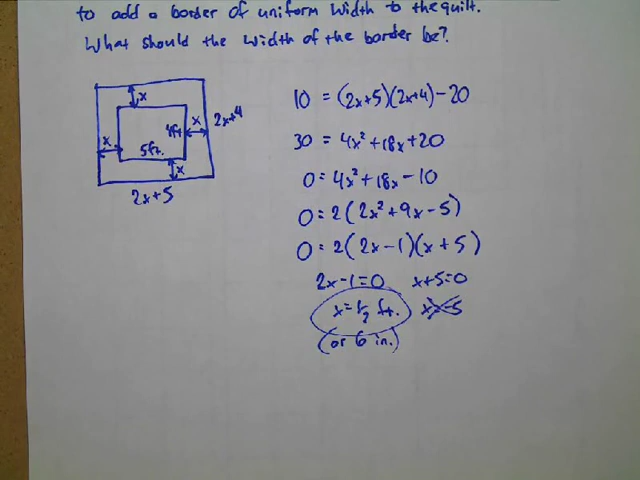 to add a border of uniform width to the quilt.
What should the width of the border be?
x
4ft
x
2x+4
x
5ft.
x
2x+5
10 = (2x+5)(2x+4)-20
30 = 4x²+18x+20
0 = 4x²+18x-10
0 = 2(2x²+9x-5)
0 = 2(2x-1)(x+5)
2x-1=0 x+5=0
x=1/2 ft. x=-5
(or 6 in.)